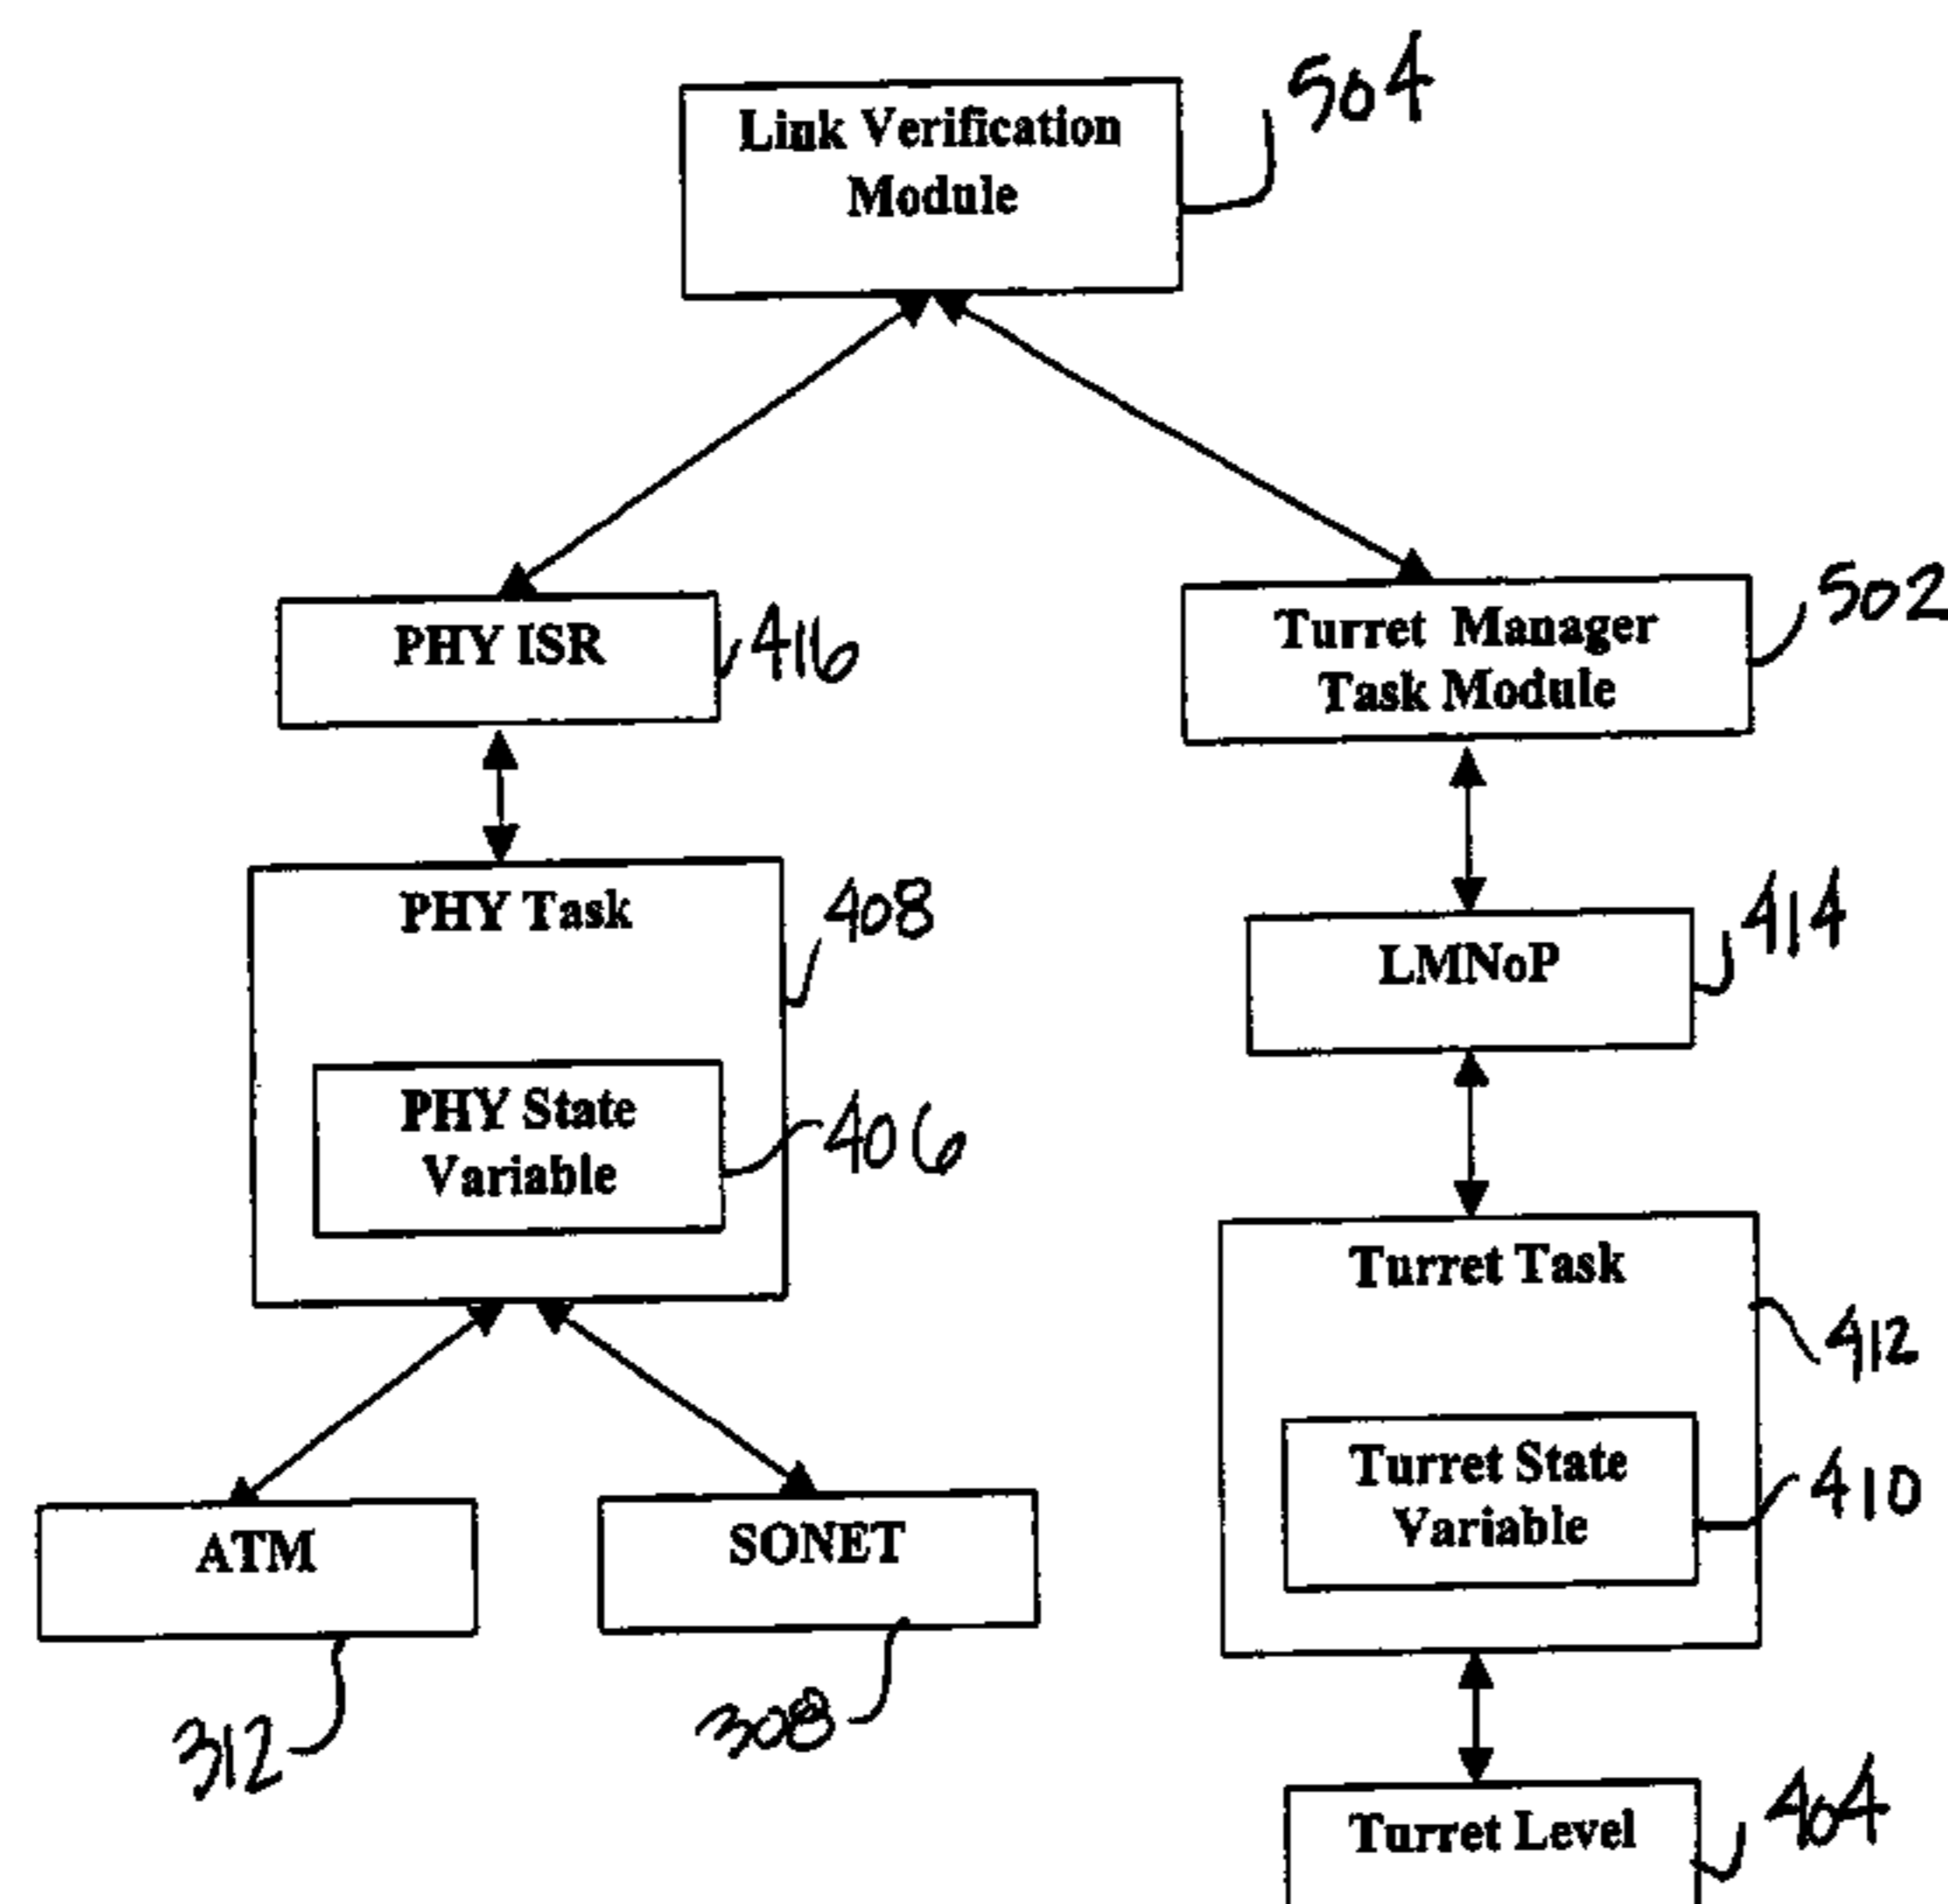 504
Link Verification
Module
PHY ISR
416
Turret Manager
Task Module
502
PHY Task
408
LMNoP
414
PHY State
Variable
406
Turret Task
412
Turret State
Variable
410
ATM
SONET
312
308
Turret Level
404